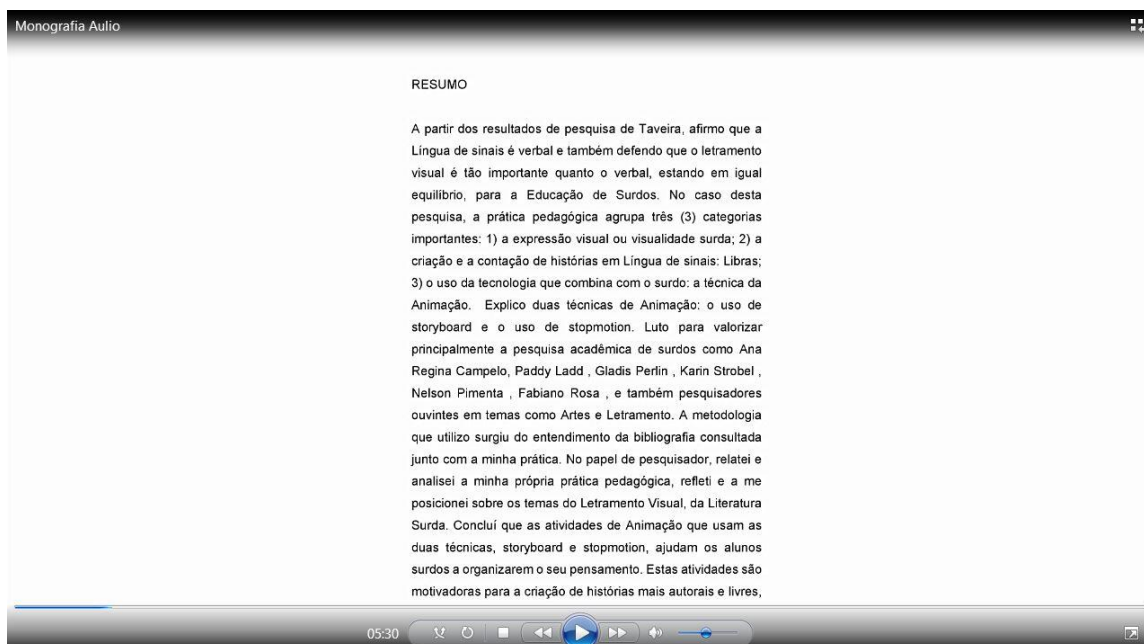 Monografia Aulio
RESUMO
A partir dos resultados de pesquisa de Taveira, afirmo que a
Língua de sinais é verbal e também defendo que o letramento
visual é tão importante quanto o verbal, estando em igual
equilíbrio, para a Educação de Surdos. No caso desta
pesquisa, a prática pedagógica agrupa três (3) categorias
importantes: 1) a expressão visual ou visualidade surda; 2) a
criação e a contação de histórias em Língua de sinais: Libras;
3) o uso da tecnologia que combina com o surdo: a técnica da
Animação. Explico duas técnicas de Animação: o uso de
storyboard e o uso de stopmotion. Luto para valorizar
principalmente a pesquisa acadêmica de surdos como Ana
Regina Campelo, Paddy Ladd , Gladis Perlin , Karin Strobel ,
Nelson Pimenta , Fabiano Rosa , e também pesquisadores
ouvintes em temas como Artes e Letramento. A metodologia
que utilizo surgiu do entendimento da bibliografia consultada
junto com a minha prática. No papel de pesquisador, relatei e
analisei a minha própria prática pedagógica, refleti e a me
posicionei sobre os temas do Letramento Visual, da Literatura
Surda. Concluí que as atividades de Animação que usam as
duas técnicas, storyboard e stopmotion, ajudam os alunos
surdos a organizarem o seu pensamento. Estas atividades são
motivadoras para a criação de histórias mais autorais e livres,
05:30